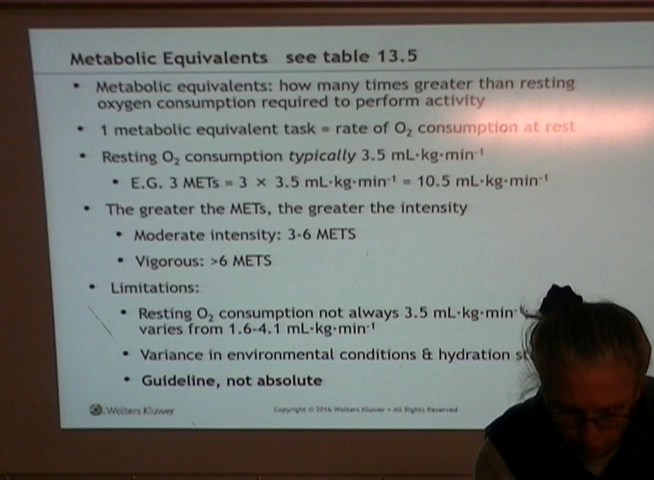 Metabolic Equivalents see table 13.5
• Metabolic equivalents: how many times greater than resting
oxygen consumption required to perform activity
• 1 metabolic equivalent task = rate of O₂ consumption at rest
• Resting O₂ consumption typically 3.5 mL·kg·min⁻¹
• E.G. 3 METs = 3 × 3.5 mL·kg·min⁻¹ = 10.5 mL·kg·min⁻¹
• The greater the METs, the greater the intensity
• Moderate intensity: 3-6 METS
• Vigorous: >6 METS
• Limitations:
• Resting O₂ consumption not always 3.5 mL·kg·min⁻
varies from 1.6-4.1 mL·kg·min⁻¹
• Variance in environmental conditions & hydration
• Guideline, not absolute
Wolters Kluwer
Copyright © 2016 Wolters Kluwer • All Rights Reserved